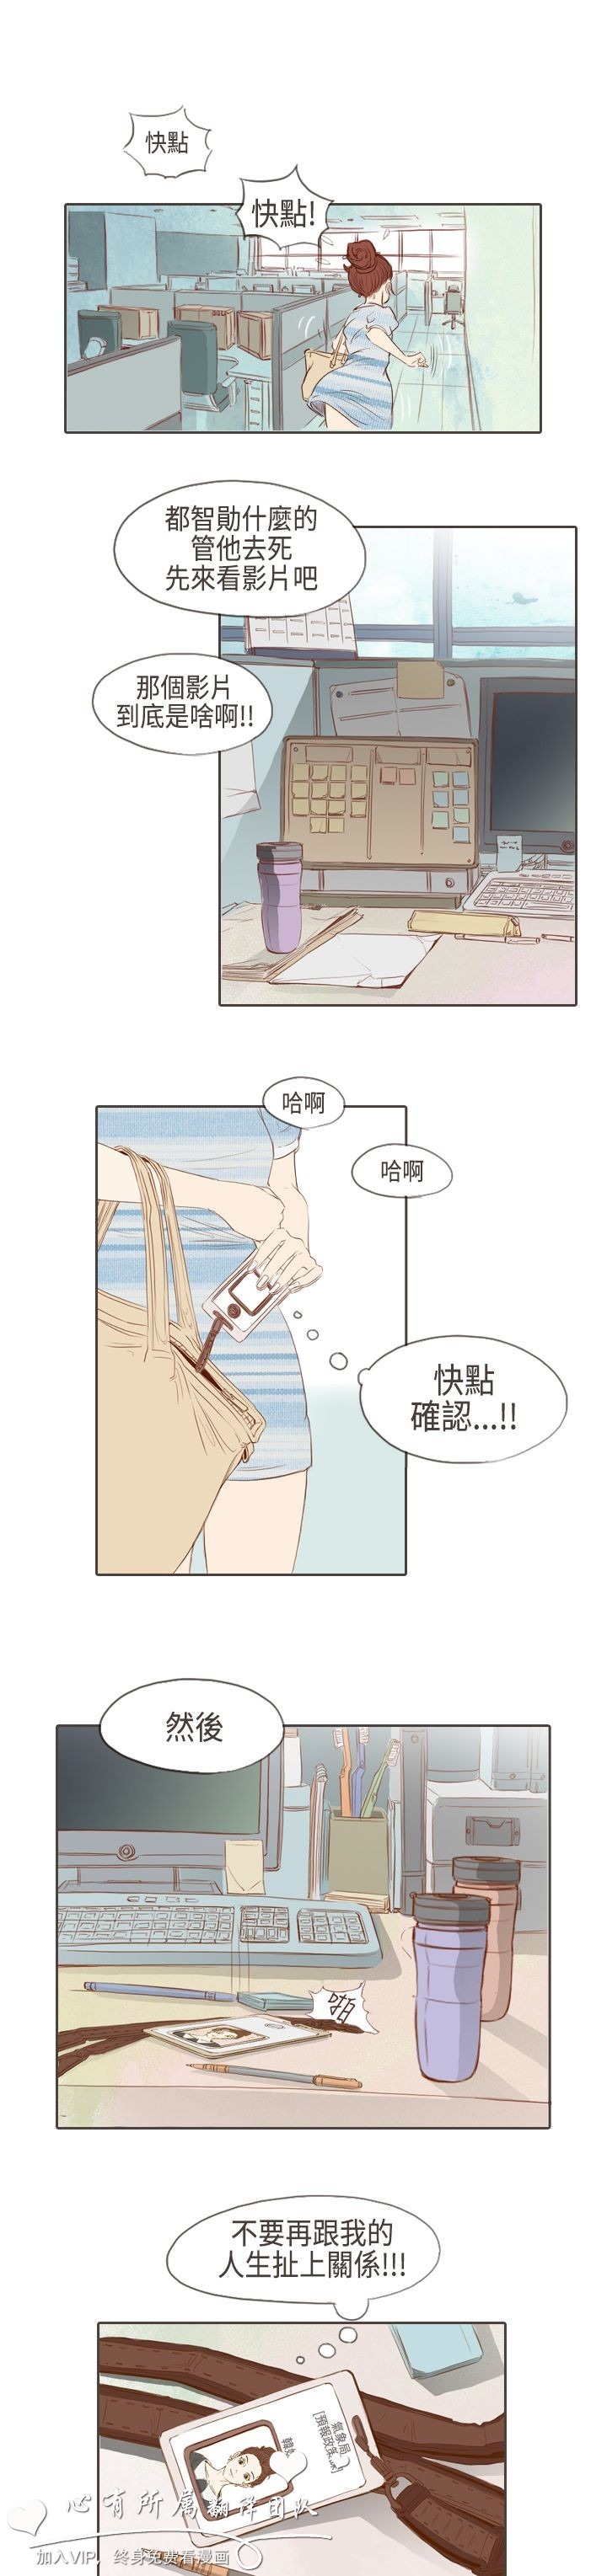 快點
快點!
都智勛什麼的
管他去死
先來看影片吧
那個影片
到底是啥啊!!
哈啊
哈啊
快點
確認...!!
然後
啪
不要再跟我的
人生扯上關係!!!
氣象局
心有所属翻译团队
加入VIP，终身免费看漫画